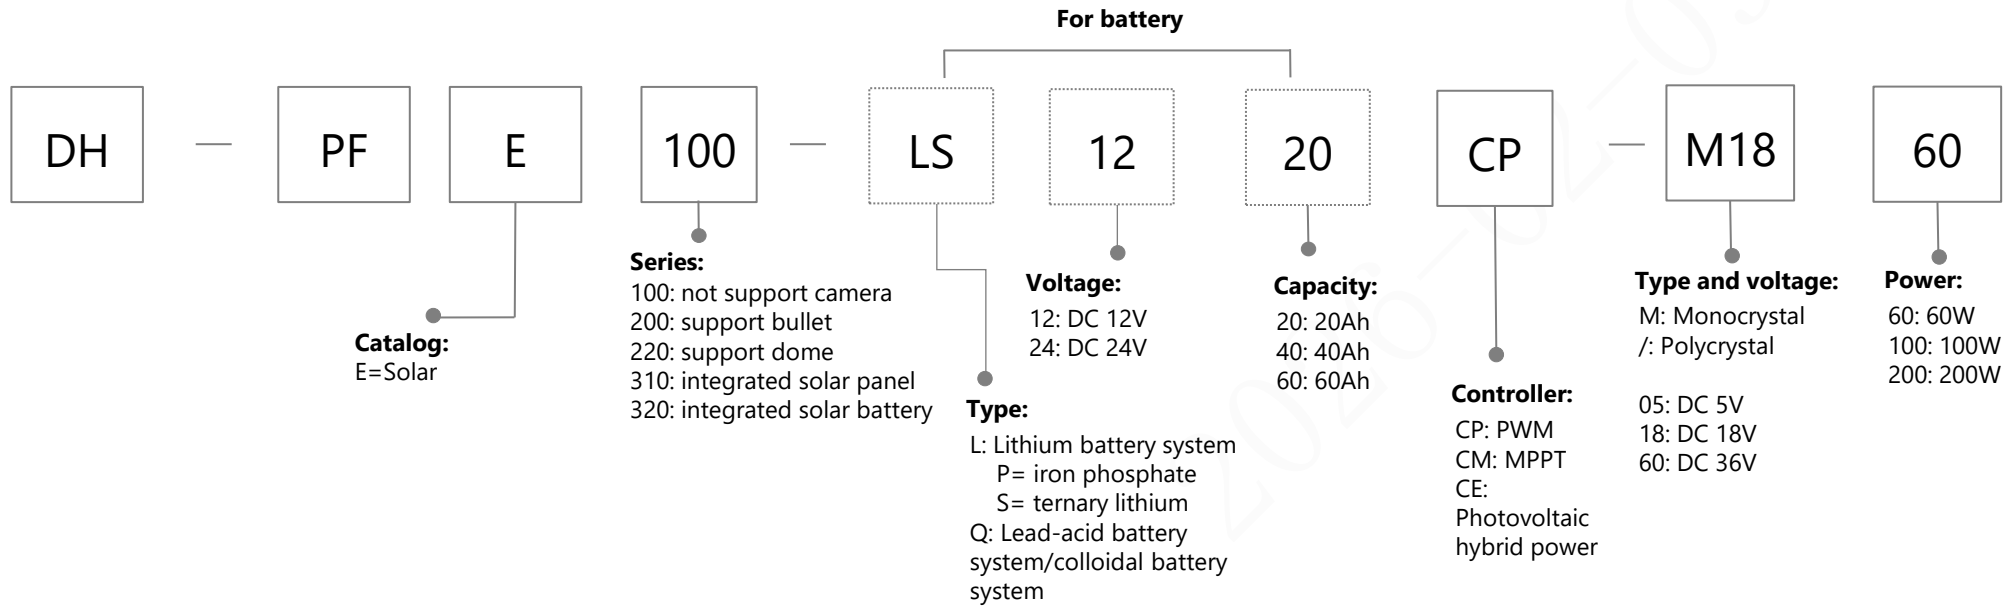 For battery
DH — PF E 100 — LS 12 20 CP — M18 60
Catalog:
E=Solar
Series:
100: not support camera
200: support bullet
220: support dome
310: integrated solar panel
320: integrated solar battery
Type:
L: Lithium battery system
P= iron phosphate
S= ternary lithium
Q: Lead-acid battery
system/colloidal battery
system
Voltage:
12: DC 12V
24: DC 24V
Capacity:
20: 20Ah
40: 40Ah
60: 60Ah
Controller:
CP: PWM
CM: MPPT
CE:
Photovoltaic
hybrid power
Type and voltage:
M: Monocrystal
/: Polycrystal
05: DC 5V
18: DC 18V
60: DC 36V
Power:
60: 60W
100: 100W
200: 200W